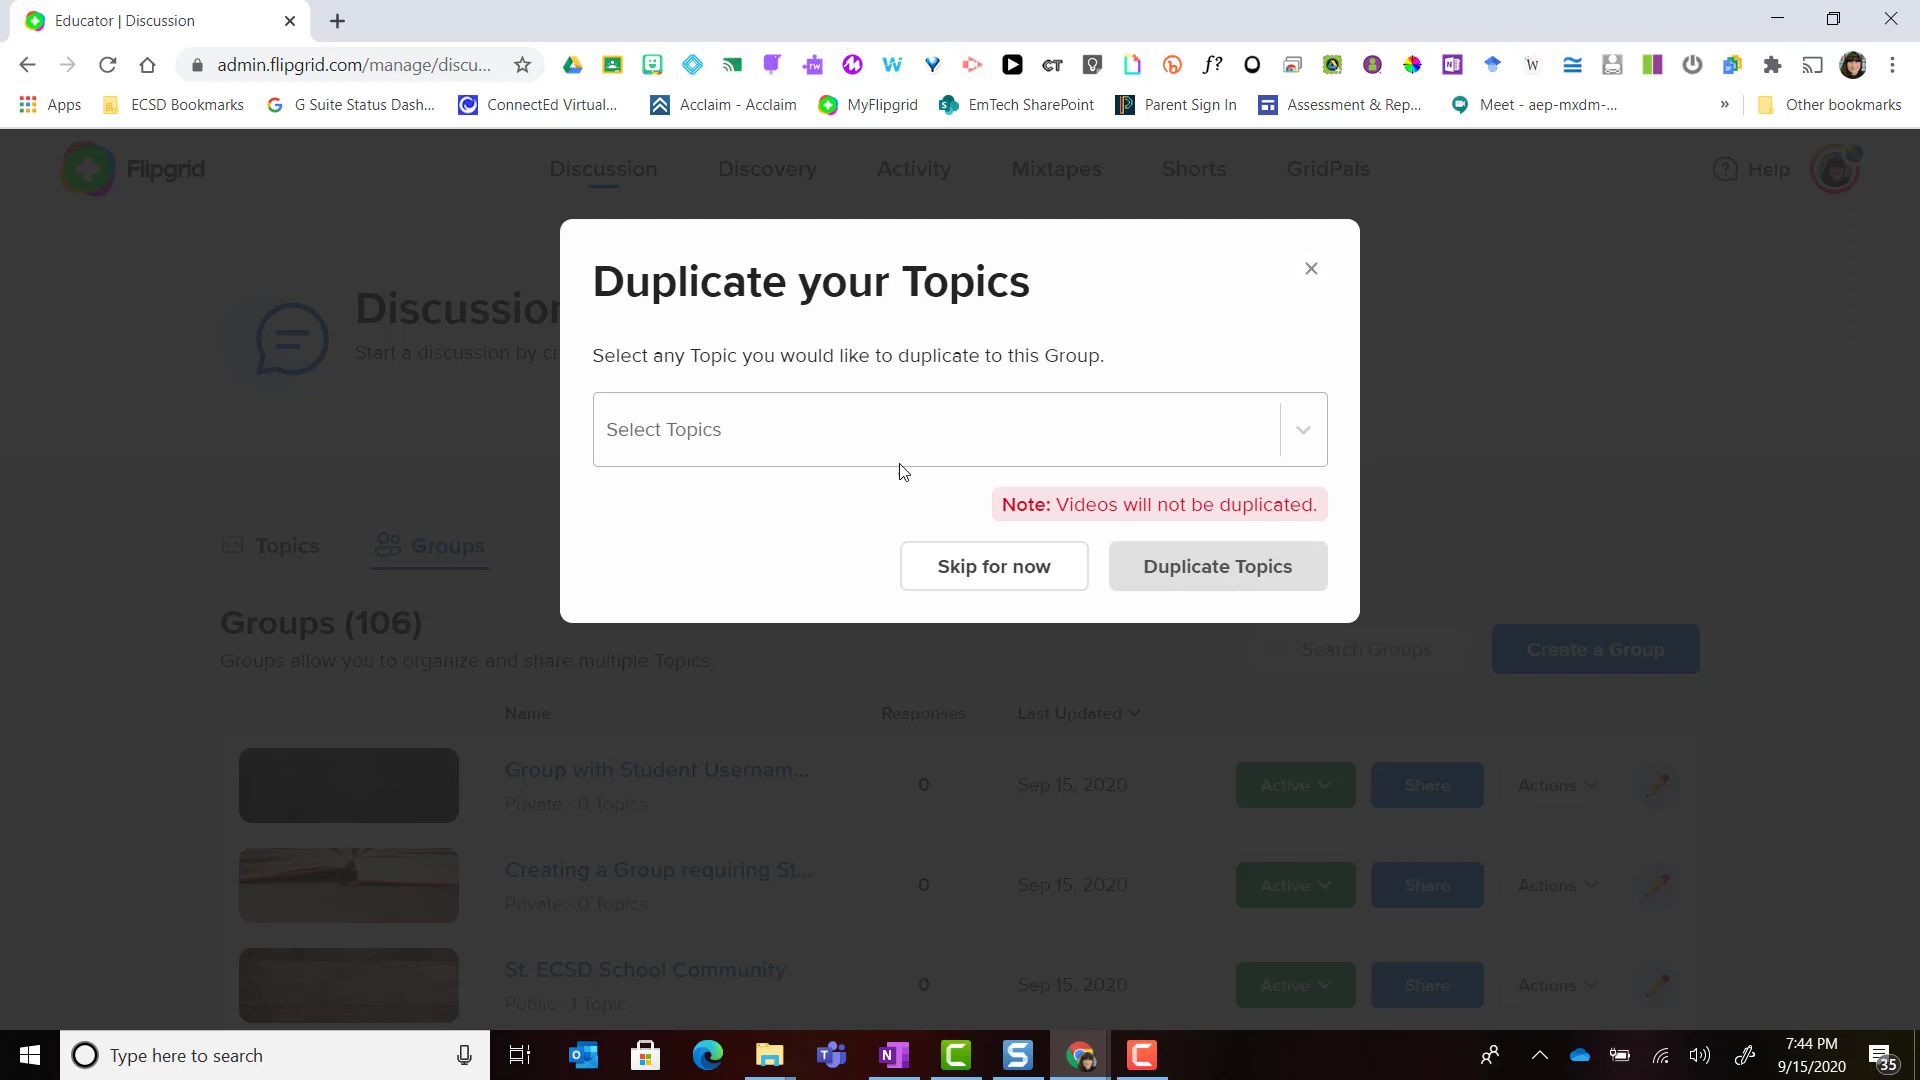 Educator | Discussion
admin.flipgrid.com/manage/discu...
Apps
ECSD Bookmarks
G Suite Status Dash...
ConnectEd Virtual...
Acclaim - Acclaim
MyFlipgrid
EmTech SharePoint
Parent Sign In
Assessment & Rep...
Meet - aep-mxdm-...
»
Other bookmarks
Flipgrid
Discussion
Discovery
Activity
Mixtapes
Shorts
GridPals
Help
Duplicate your Topics
Select any Topic you would like to duplicate to this Group.
Select Topics
Note: Videos will not be duplicated.
Skip for now
Duplicate Topics
Discussion
Start a discussion by cr
Topics
Groups
Groups (106)
Groups allow you to organize and share multiple Topics.
Search Groups
Create a Group
Name
Responses
Last Updated
Group with Student Usernam...
Private - 0 Topics
0
Sep 15, 2020
Active
Share
Actions
Creating a Group requiring St...
Private - 0 Topics
0
Sep 15, 2020
Active
Share
Actions
St. ECSD School Community
Public - 1 Topic
0
Sep 15, 2020
Active
Share
Actions
Type here to search
7:44 PM
9/15/2020
35